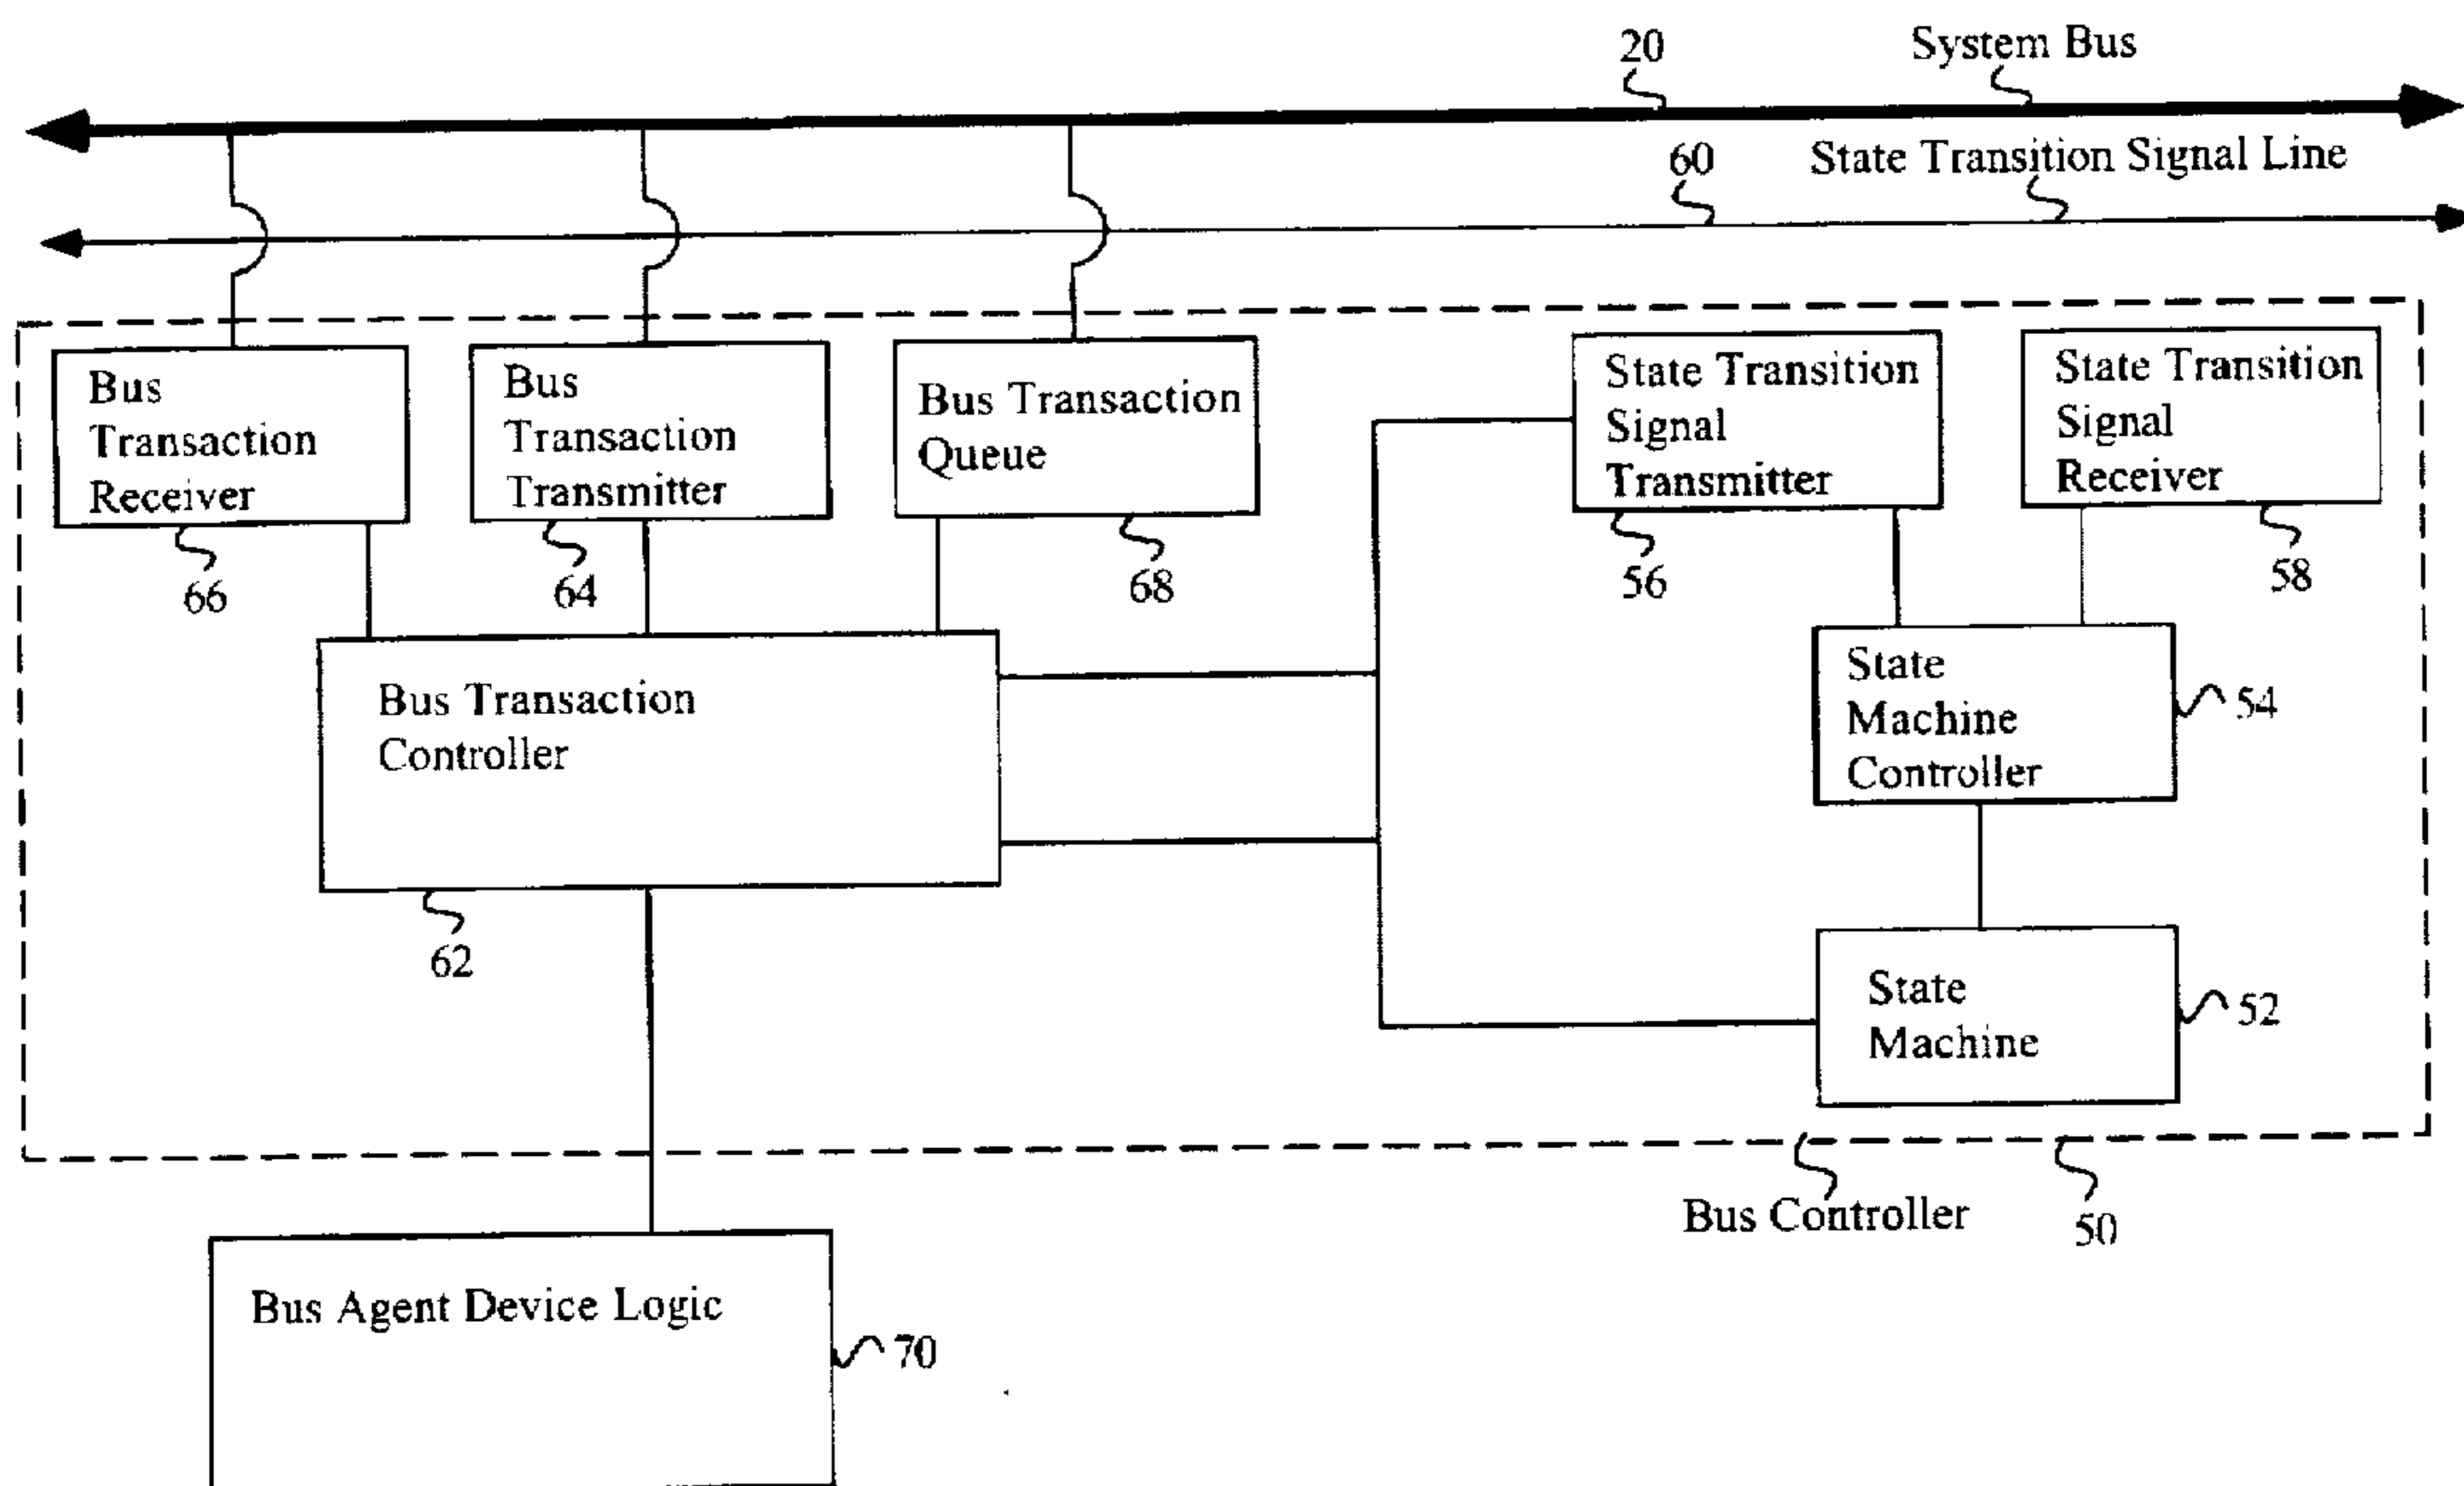 20
System Bus
60
State Transition Signal Line
Bus
Transaction
Receiver
Bus
Transaction
Transmitter
Bus Transaction
Queue
State Transition
Signal
Transmitter
State Transition
Signal
Receiver
66
64
68
56
58
Bus Transaction
Controller
State
Machine
Controller
54
62
State
Machine
52
Bus Controller
50
Bus Agent Device Logic
70